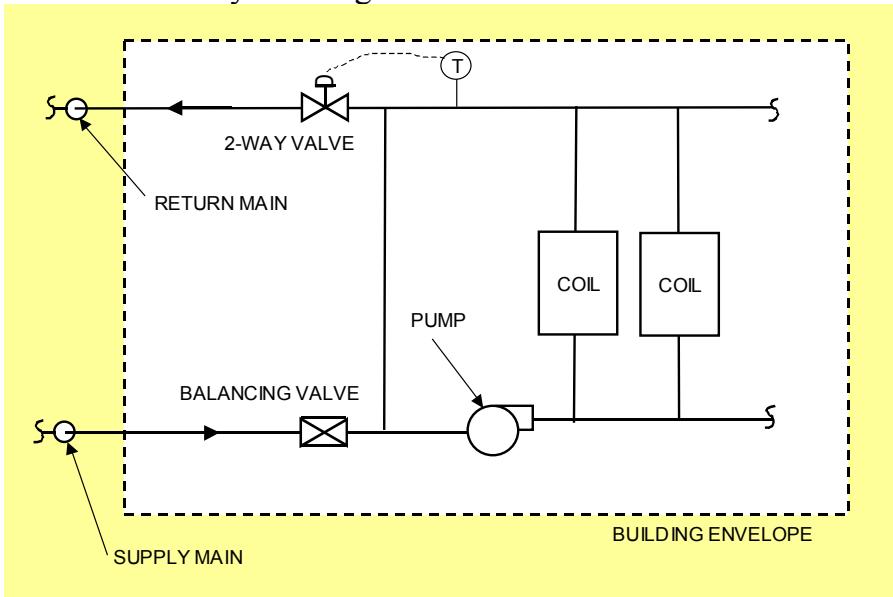 T
2-WAY VALVE
RETURN MAIN
COIL
COIL
PUMP
BALANCING VALVE
BUILDING ENVELOPE
SUPPLY MAIN